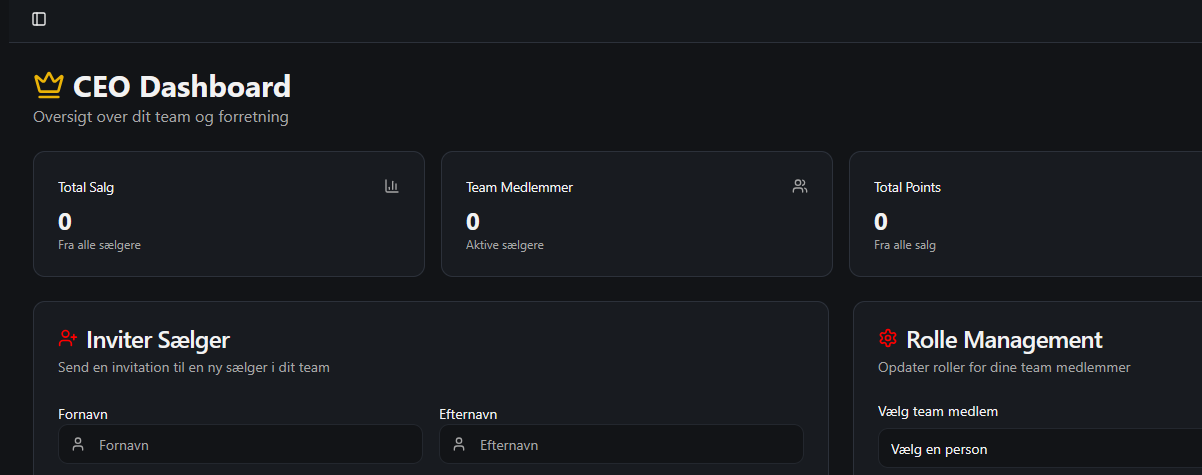 CEO Dashboard
Oversigt over dit team og forretning
Total Salg
0
Fra alle sælgere
Team Medlemmer
0
Aktive sælgere
Total Points
0
Fra alle salg
Inviter Sælger
Send en invitation til en ny sælger i dit team
Fornavn
Efternavn
Fornavn
Efternavn
Rolle Management
Opdater roller for dine team medlemmer
Vælg team medlem
Vælg en person